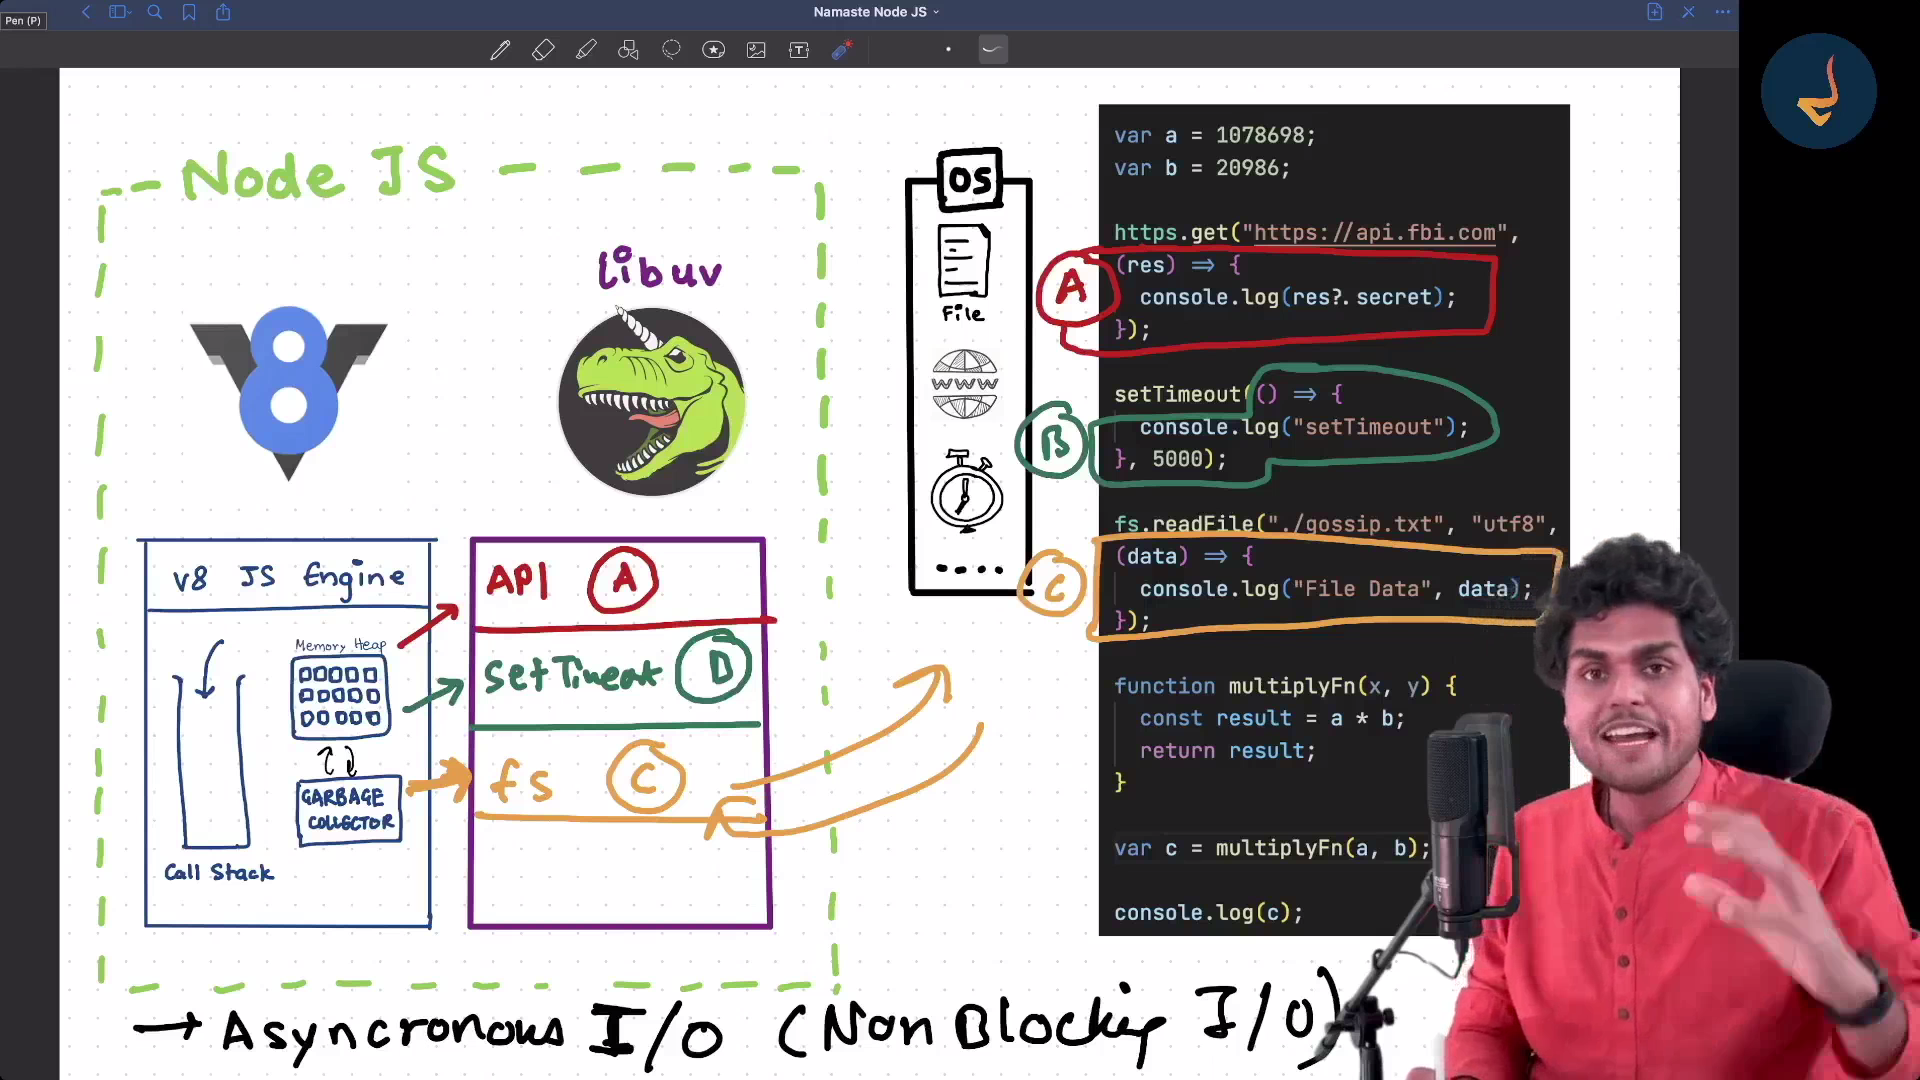 Pen (P)
Namaste Node JS
Node JS
Libuv
8
V8 JS Engine
Memory Heap
GARBAGE
COLLECTOR
Call Stack
API A
SetTimeout B
fs C
OS
File
WWW
A
B
C
var a = 1078698;
var b = 20986;
https.get("https://api.fbi.com",
(res) => {
console.log(res?.secret);
});
setTimeout(() => {
console.log("setTimeout");
}, 5000);
fs.readFile("./gossip.txt", "utf8",
(data) => {
console.log("File Data", data);
});
function multiplyFn(x, y) {
const result = a * b;
return result;
}
var c = multiplyFn(a, b);
console.log(c);
→ Asyncronous I/O (Non Blocking I/O)